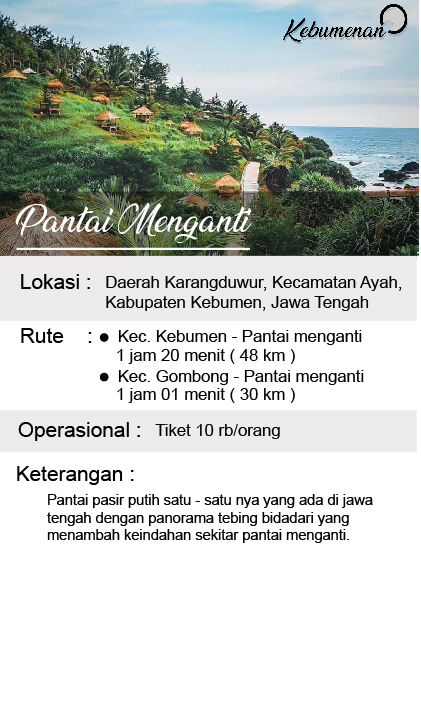 Kebumenan
Pantai Menganti
Lokasi : Daerah Karangduwur, Kecamatan Ayah,
Kabupaten Kebumen, Jawa Tengah
Rute : ● Kec. Kebumen - Pantai menganti
1 jam 20 menit ( 48 km )
● Kec. Gombong - Pantai menganti
1 jam 01 menit ( 30 km )
Operasional : Tiket 10 rb/orang
Keterangan :
Pantai pasir putih satu - satu nya yang ada di jawa
tengah dengan panorama tebing bidadari yang
menambah keindahan sekitar pantai menganti.